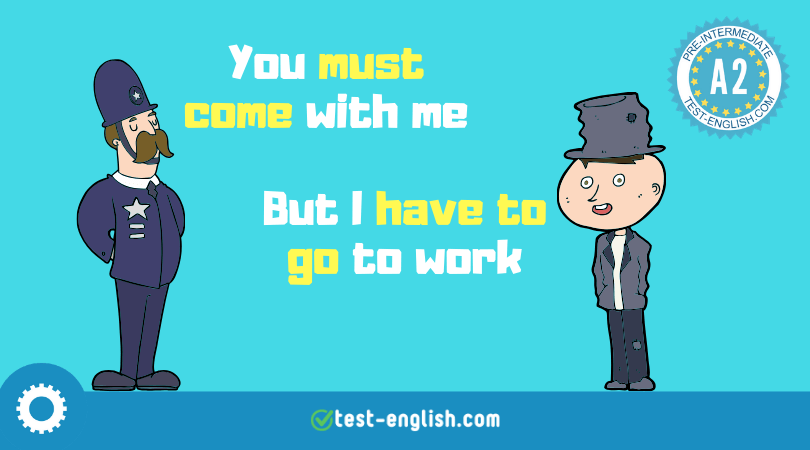 You must
come with me
But I have to
go to work
PRE-INTERMEDIATE
A2
TEST-ENGLISH.COM
test-english.com